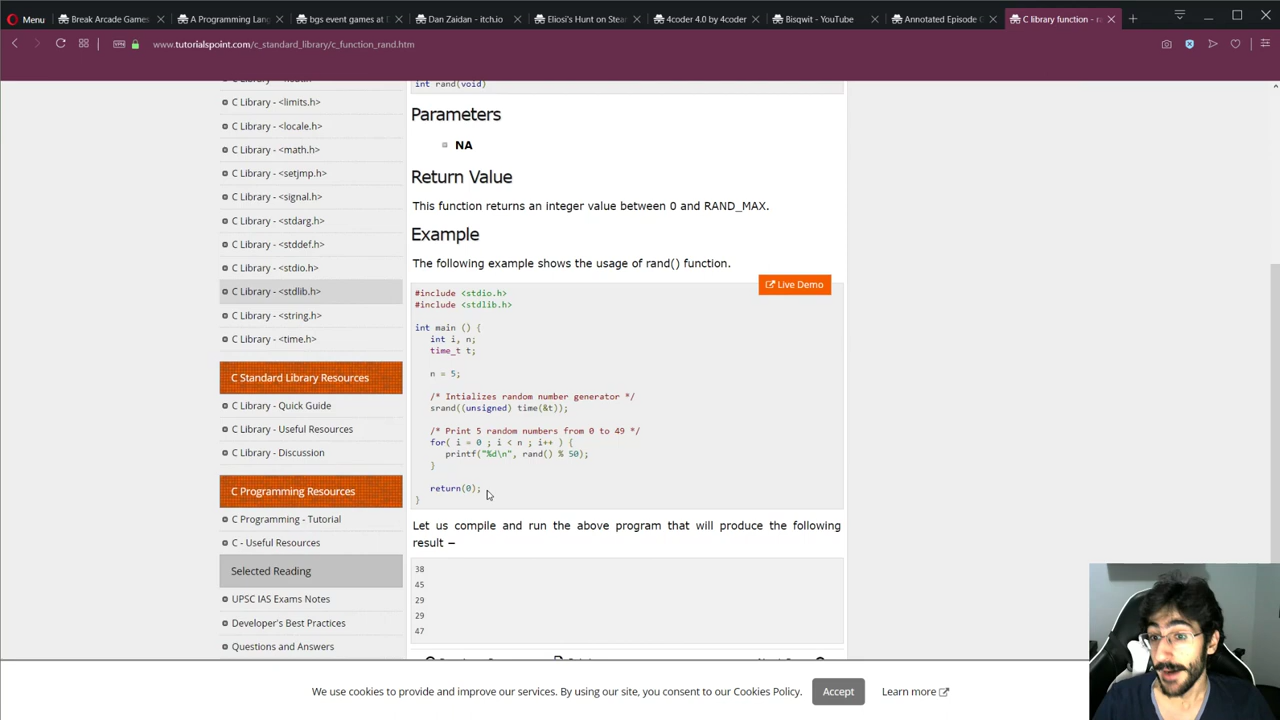 Menu
Break Arcade Games
A Programming Lang
bgs event games at
Dan Zaidan - itch.io
Eliosi's Hunt on Stea
4coder 4.0 by 4coder
Bisqwit - YouTube
Annotated Episode G
C library function - r
VPN
www.tutorialspoint.com/c_standard_library/c_function_rand.htm
C Library - <limits.h>
C Library - <locale.h>
C Library - <math.h>
C Library - <setjmp.h>
C Library - <signal.h>
C Library - <stdarg.h>
C Library - <stddef.h>
C Library - <stdio.h>
C Library - <stdlib.h>
C Library - <string.h>
C Library - <time.h>
C Standard Library Resources
C Library - Quick Guide
C Library - Useful Resources
C Library - Discussion
C Programming Resources
C Programming - Tutorial
C - Useful Resources
Selected Reading
UPSC IAS Exams Notes
Developer's Best Practices
Questions and Answers
int rand(void)
Parameters
NA
Return Value
This function returns an integer value between 0 and RAND_MAX.
Example
The following example shows the usage of rand() function.
Live Demo
#include <stdio.h>
#include <stdlib.h>
int main () {
int i, n;
time_t t;
n = 5;
/* Intializes random number generator */
srand((unsigned) time(&t));
/* Print 5 random numbers from 0 to 49 */
for( i = 0 ; i < n ; i++ ) {
printf("%d\n", rand() % 50);
}
return(0);
}
Let us compile and run the above program that will produce the following
result −
38
45
29
29
47
We use cookies to provide and improve our services. By using our site, you consent to our Cookies Policy.
Accept
Learn more